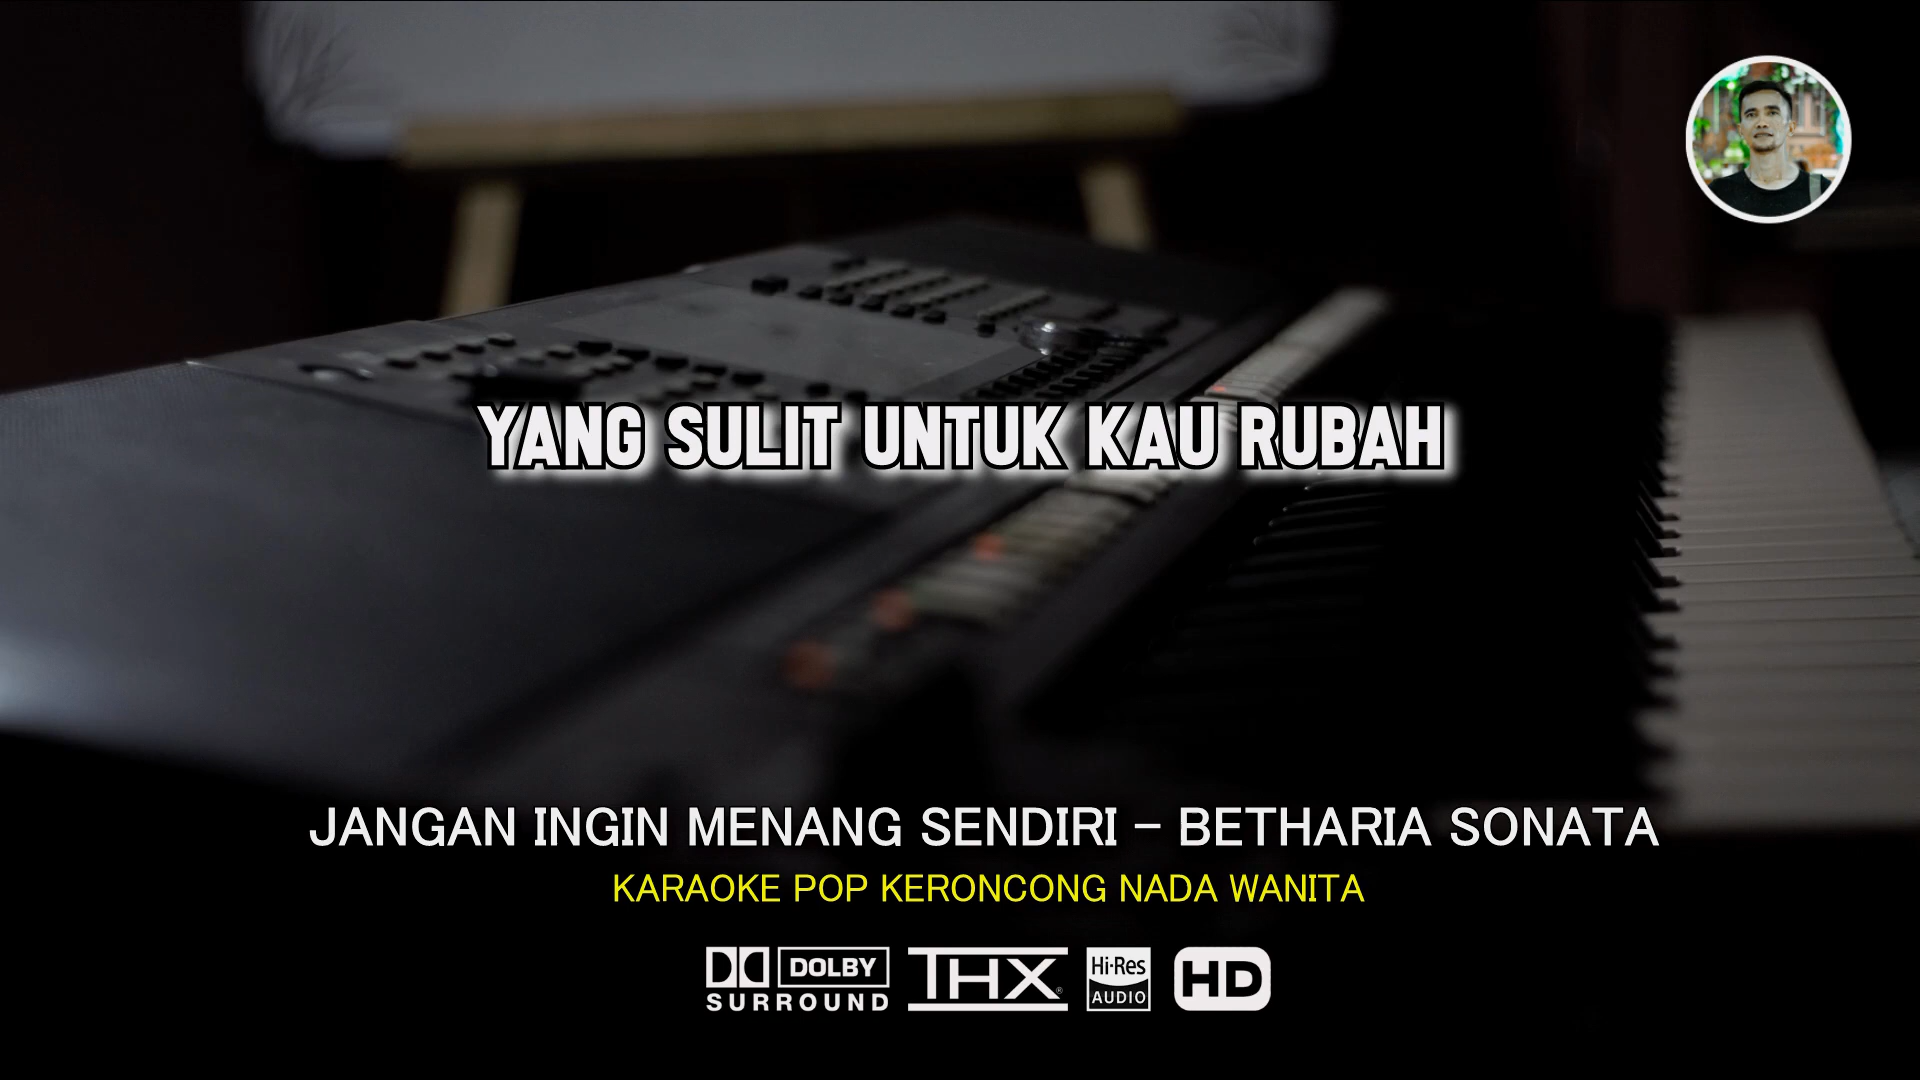 YANG SULIT UNTUK KAU RUBAH
JANGAN INGIN MENANG SENDIRI – BETHARIA SONATA
KARAOKE POP KERONCONG NADA WANITA
DOLBY
SURROUND
THX®
Hi-Res
AUDIO
HD